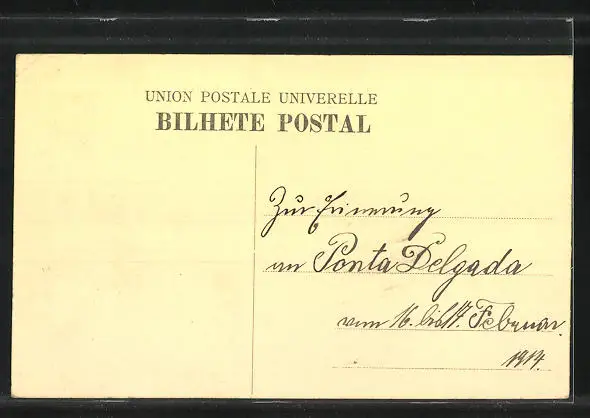 UNION POSTALE UNIVERELLE
BILHETE POSTAL
Zur Erinnerung
an Ponta Delgada
vom 16. bis 17. Februar.
1914.